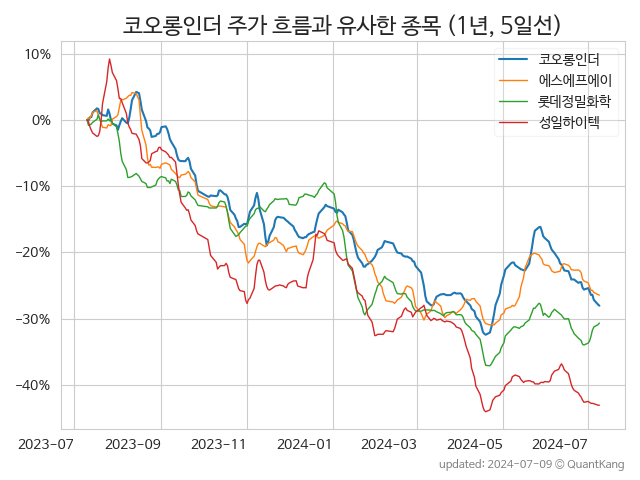 코오롱인더 주가 흐름과 유사한 종목 (1년, 5일선)
코오롱인더
에스에프에이
롯데정밀화학
성일하이텍
10%
0%
−10%
−20%
−30%
−40%
2023-07 2023-09 2023-11 2024-01 2024-03 2024-05 2024-07
updated: 2024-07-09 © QuantKang